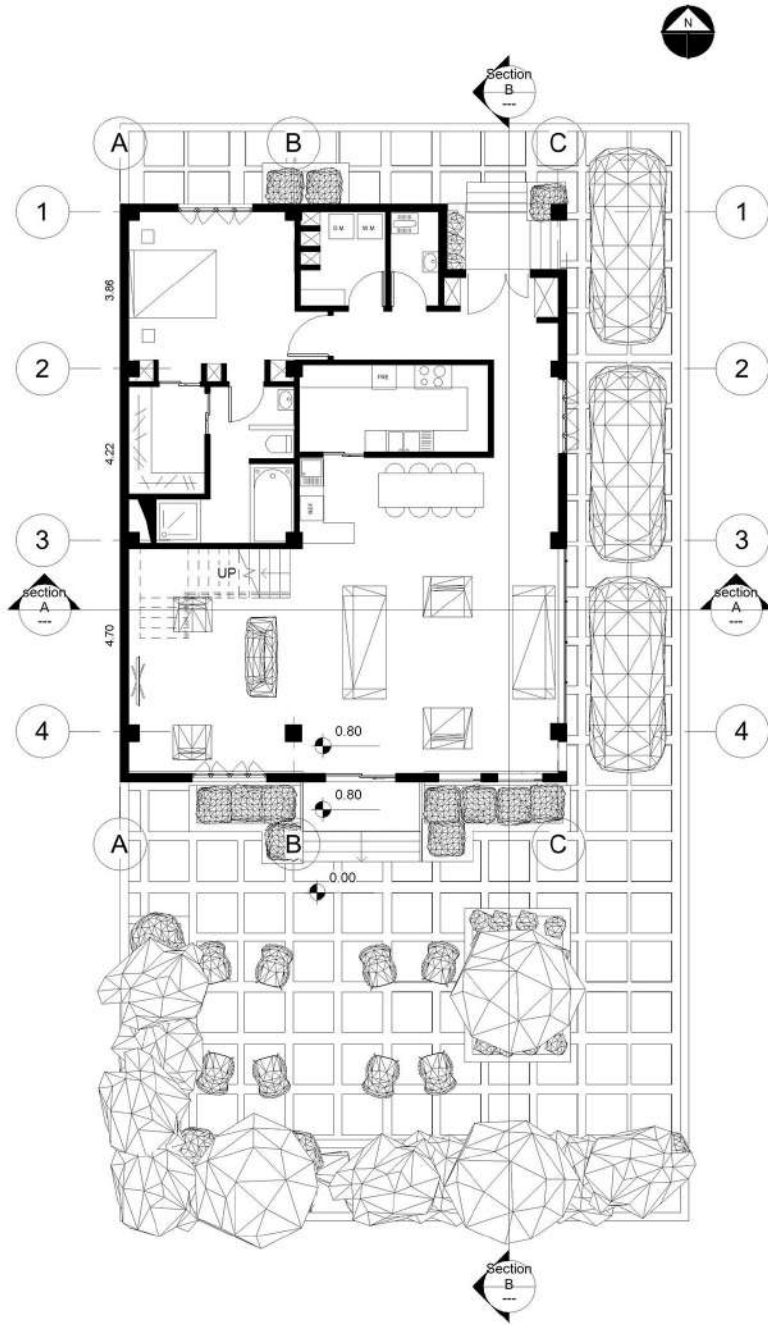 N
Section
B
---
A
B
C
1
1
D.M.
W.M.
3.86
2
2
FRE
4.22
REF
3
3
UP
section
A
---
section
A
---
4.70
4
4
0.80
0.80
A
B
C
0.00
Section
B
---